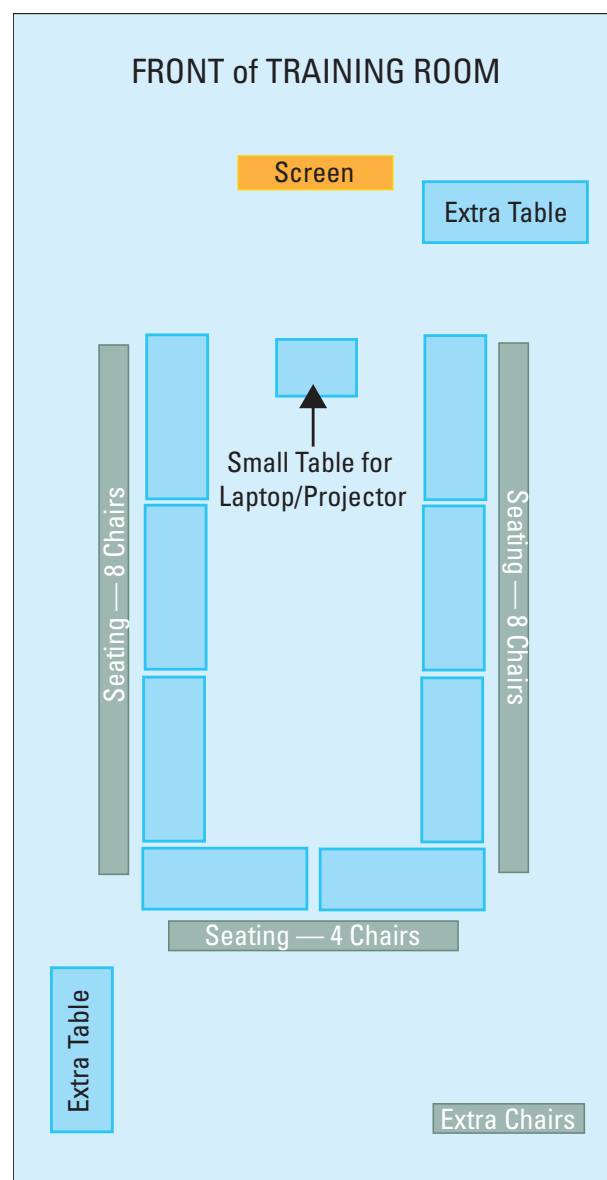 FRONT of TRAINING ROOM
Screen
Extra Table
Small Table for
Laptop/Projector
Seating — 8 Chairs
Seating — 8 Chairs
Seating — 4 Chairs
Extra Table
Extra Chairs